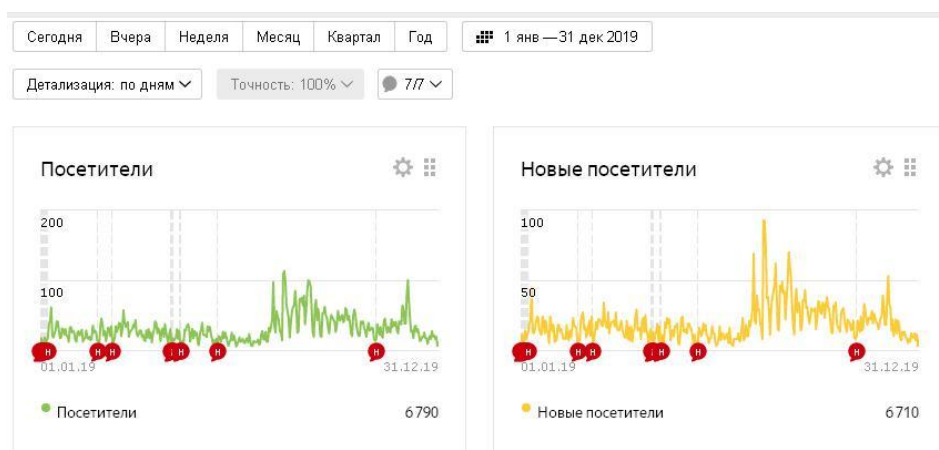 Сегодня Вчера Неделя Месяц Квартал Год 1 янв — 31 дек 2019
Детализация: по дням Точность: 100% 7/7
Посетители
200
100
Н Н Н Н Н Н
01.01.19 31.12.19
Посетители 6790
Новые посетители
100
50
Н Н Н Н Н Н
01.01.19 31.12.19
Новые посетители 6710